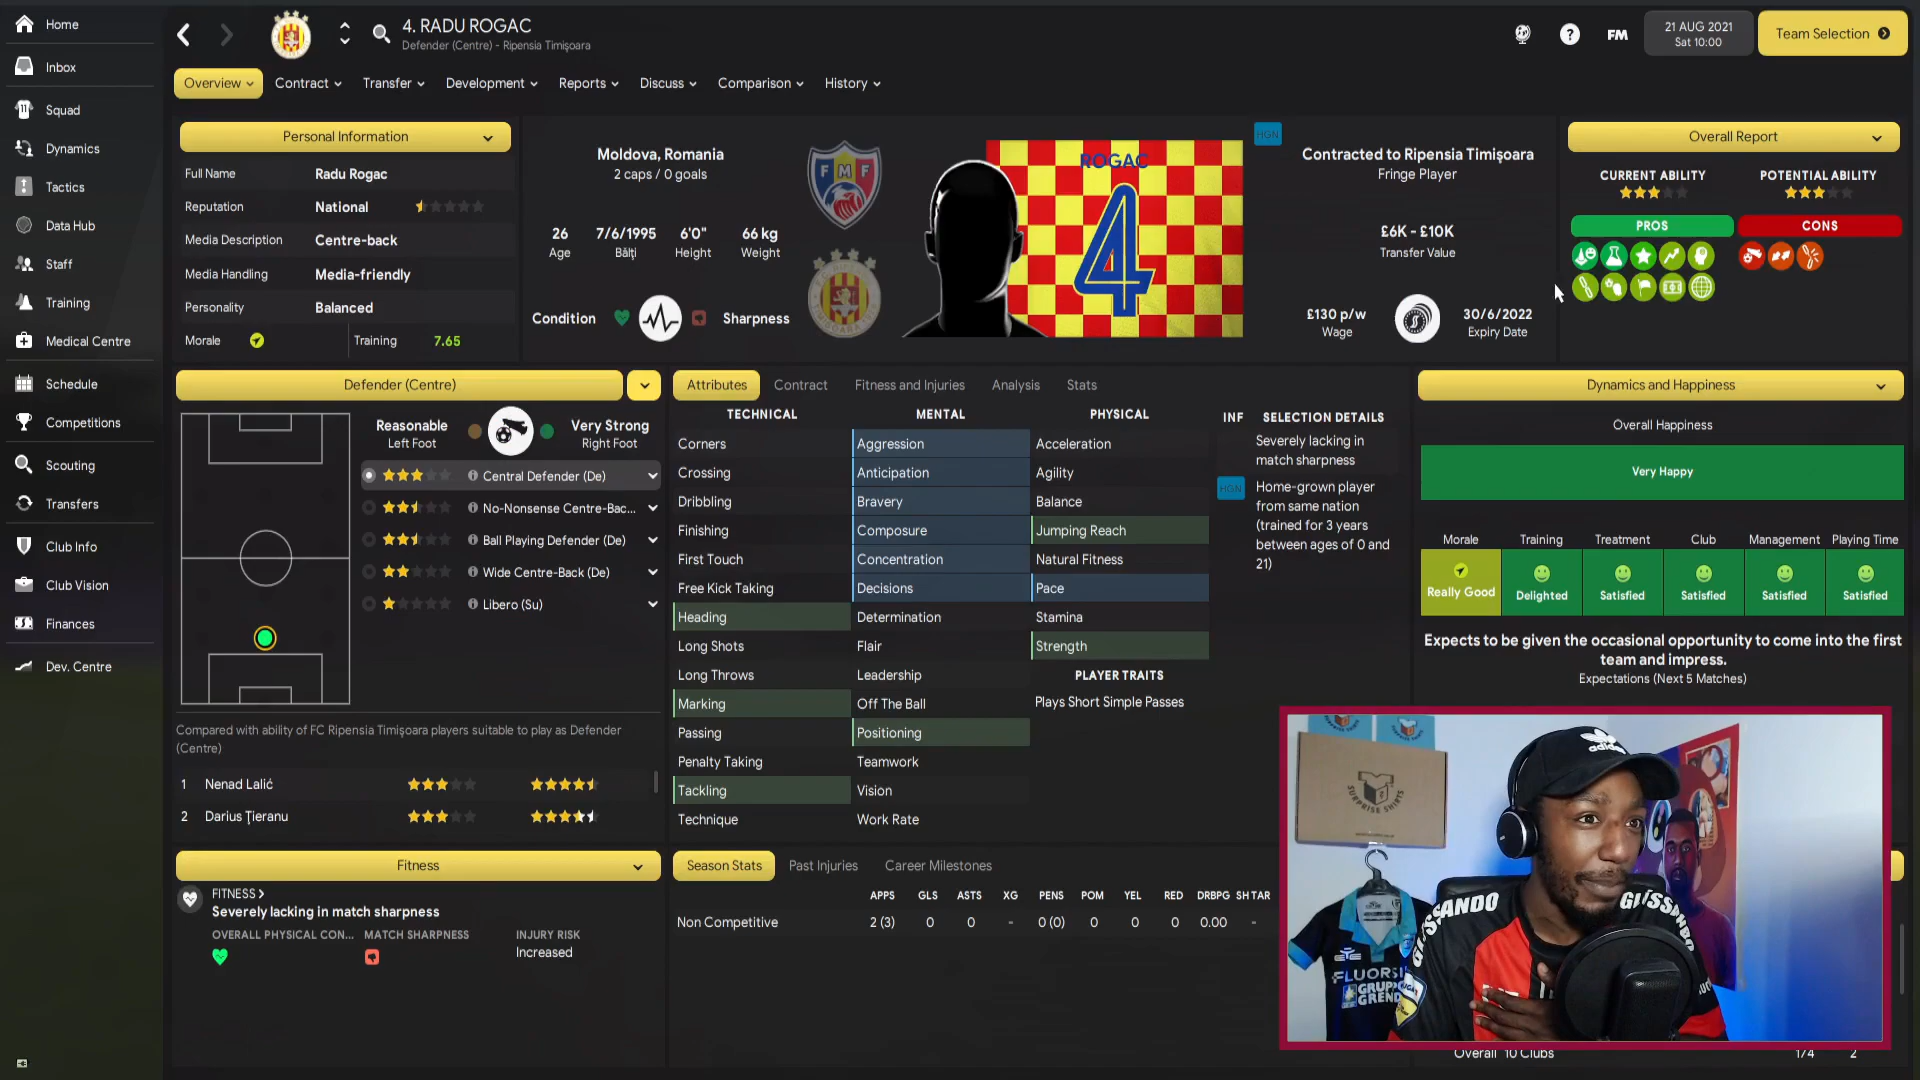 Home
Inbox
Squad
Dynamics
Tactics
Data Hub
Staff
Training
Medical Centre
Schedule
Competitions
Scouting
Transfers
Club Info
Club Vision
Finances
Dev. Centre
4. RADU ROGAC
Defender (Centre) - Ripensia Timişoara
FM
21 AUG 2021
Sat 10:00
Team Selection
Overview
Contract
Transfer
Development
Reports
Discuss
Comparison
History
Personal Information
Full Name Radu Rogac
Reputation National
Media Description Centre-back
Media Handling Media-friendly
Personality Balanced
Morale
Training 7.65
Moldova, Romania
2 caps / 0 goals
26 7/6/1995 6'0" 66 kg
Age Bălţi Height Weight
Condition Sharpness
FMF
ROGAC
4
HGN
Contracted to Ripensia Timişoara
Fringe Player
£6K - £10K
Transfer Value
£130 p/w
Wage
30/6/2022
Expiry Date
Overall Report
CURRENT ABILITY POTENTIAL ABILITY
PROS CONS
Defender (Centre)
Reasonable
Left Foot
Very Strong
Right Foot
Central Defender (De)
No-Nonsense Centre-Bac...
Ball Playing Defender (De)
Wide Centre-Back (De)
Libero (Su)
Compared with ability of FC Ripensia Timişoara players suitable to play as Defender
(Centre)
1 Nenad Lalić
2 Darius Ţieranu
Fitness
FITNESS >
Severely lacking in match sharpness
OVERALL PHYSICAL CON... MATCH SHARPNESS INJURY RISK
Increased
Attributes Contract Fitness and Injuries Analysis Stats
TECHNICAL MENTAL PHYSICAL
Corners Aggression Acceleration
Crossing Anticipation Agility
Dribbling Bravery Balance
Finishing Composure Jumping Reach
First Touch Concentration Natural Fitness
Free Kick Taking Decisions Pace
Heading Determination Stamina
Long Shots Flair Strength
Long Throws Leadership PLAYER TRAITS
Marking Off The Ball Plays Short Simple Passes
Passing Positioning
Penalty Taking Teamwork
Tackling Vision
Technique Work Rate
INF SELECTION DETAILS
Severely lacking in
match sharpness
HGN Home-grown player
from same nation
(trained for 3 years
between ages of 0 and
21)
Season Stats Past Injuries Career Milestones
APPS GLS ASTS XG PENS POM YEL RED DRBPG SH TAR
Non Competitive 2 (3) 0 0 - 0 (0) 0 0 0 0.00 -
Dynamics and Happiness
Overall Happiness
Very Happy
Morale Training Treatment Club Management Playing Time
Really Good Delighted Satisfied Satisfied Satisfied Satisfied
Expects to be given the occasional opportunity to come into the first
team and impress.
Expectations (Next 5 Matches)
SURPRISE SHIRTS
adidas
GLISSANDO
GLISSANDO
EYE
FLUORSI
GRUPP
GREND
Overall 10 Clubs 174 2